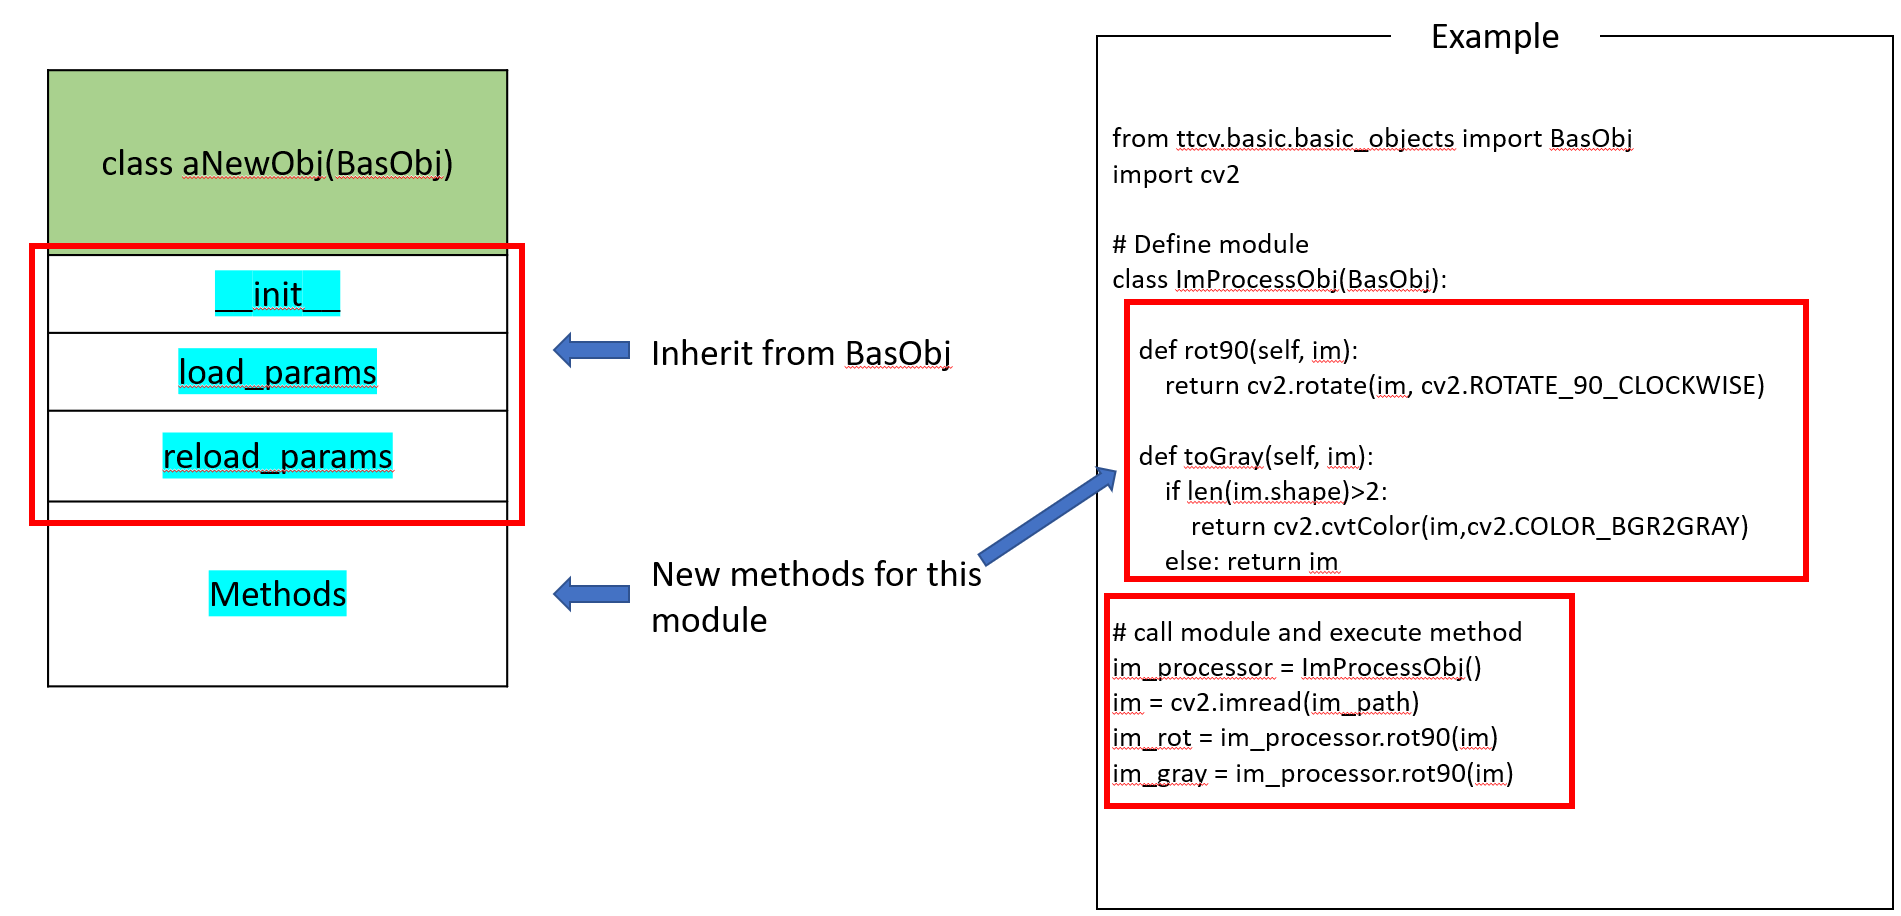 class aNewObj(BasObj)
__init__
load_params
reload_params
Methods
Inherit from BasObj
New methods for this
module
Example
from ttcv.basic.basic_objects import BasObj
import cv2
# Define module
class ImProcessObj(BasObj):
def rot90(self, im):
return cv2.rotate(im, cv2.ROTATE_90_CLOCKWISE)
def toGray(self, im):
if len(im.shape)>2:
return cv2.cvtColor(im,cv2.COLOR_BGR2GRAY)
else: return im
# call module and execute method
im_processor = ImProcessObj()
im = cv2.imread(im_path)
im_rot = im_processor.rot90(im)
im_gray = im_processor.rot90(im)